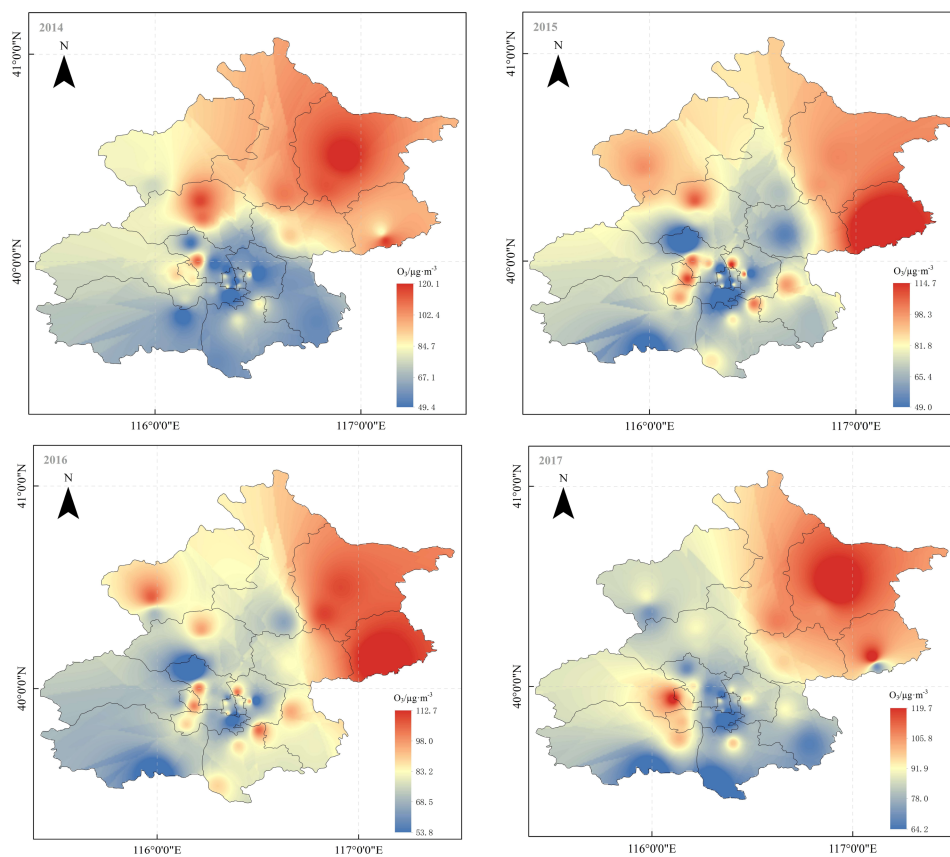 2014
N
41°0'0"N
40°0'0"N
O₃/μg·m⁻³
120.1
102.4
84.7
67.1
49.4
116°0'0"E
117°0'0"E
2015
N
41°0'0"N
40°0'0"N
O₃/μg·m⁻³
114.7
98.3
81.8
65.4
49.0
116°0'0"E
117°0'0"E
2016
N
41°0'0"N
40°0'0"N
O₃/μg·m⁻³
112.7
98.0
83.2
68.5
53.8
116°0'0"E
117°0'0"E
2017
N
41°0'0"N
40°0'0"N
O₃/μg·m⁻³
119.7
105.8
91.9
78.0
64.2
116°0'0"E
117°0'0"E